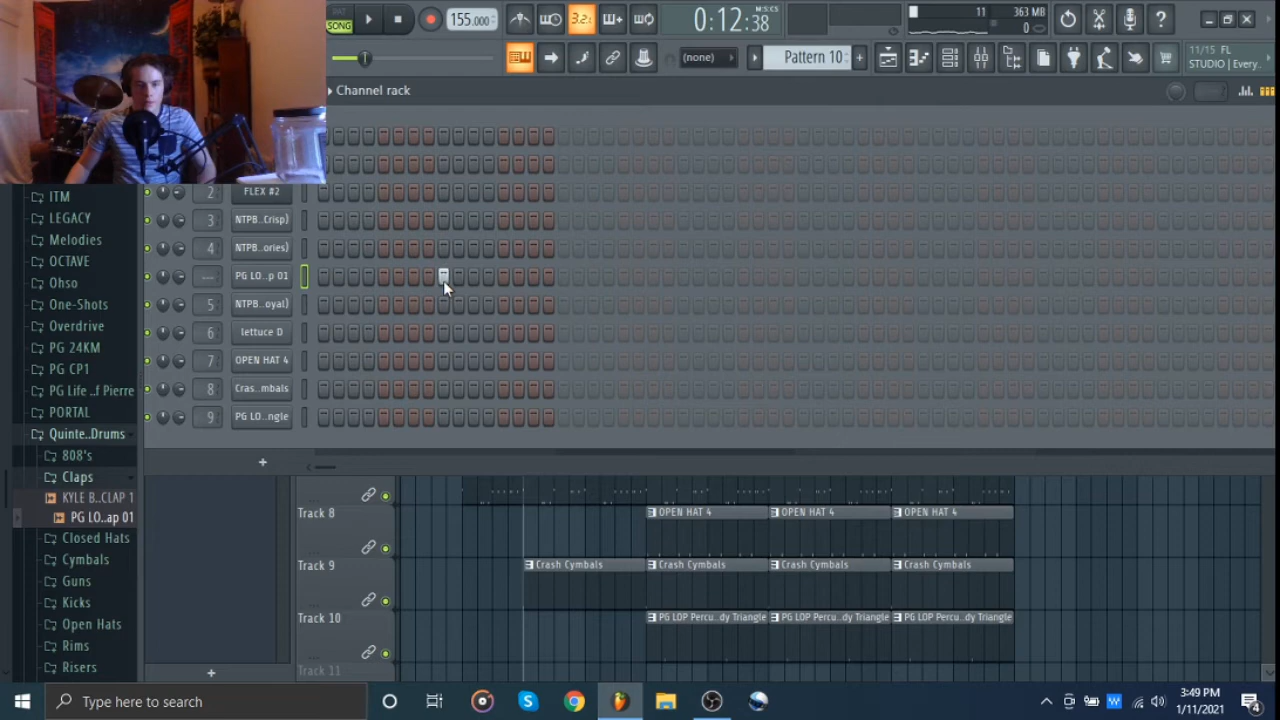 PAT
SONG
155.000
3.2
0:12:38
M:S:CS
11
363 MB
0
(none)
Pattern 10
+
11/15 FL
STUDIO | Every..
Channel rack
2 FLEX #2
3 NTPB..Crisp)
4 NTPB..ories)
--- PG LO..p 01
5 NTPB..oyal)
6 lettuce D
7 OPEN HAT 4
8 Cras..mbals
9 PG LO..ngle
+
ITM
LEGACY
Melodies
OCTAVE
Ohso
One-Shots
Overdrive
PG 24KM
PG CP1
PG Life ..f Pierre
PORTAL
Quinte..Drums
808's
Claps
KYLE B..CLAP 1
PG LO..ap 01
Closed Hats
Cymbals
Guns
Kicks
Open Hats
Rims
Risers
+
Track 8
OPEN HAT 4 OPEN HAT 4 OPEN HAT 4
Track 9
Crash Cymbals Crash Cymbals Crash Cymbals Crash Cymbals
Track 10
PG LOP Percu..dy Triangle PG LOP Percu..dy Triangle PG LOP Percu..dy Triangle
Track 11
Type here to search
3:49 PM
1/11/2021
4